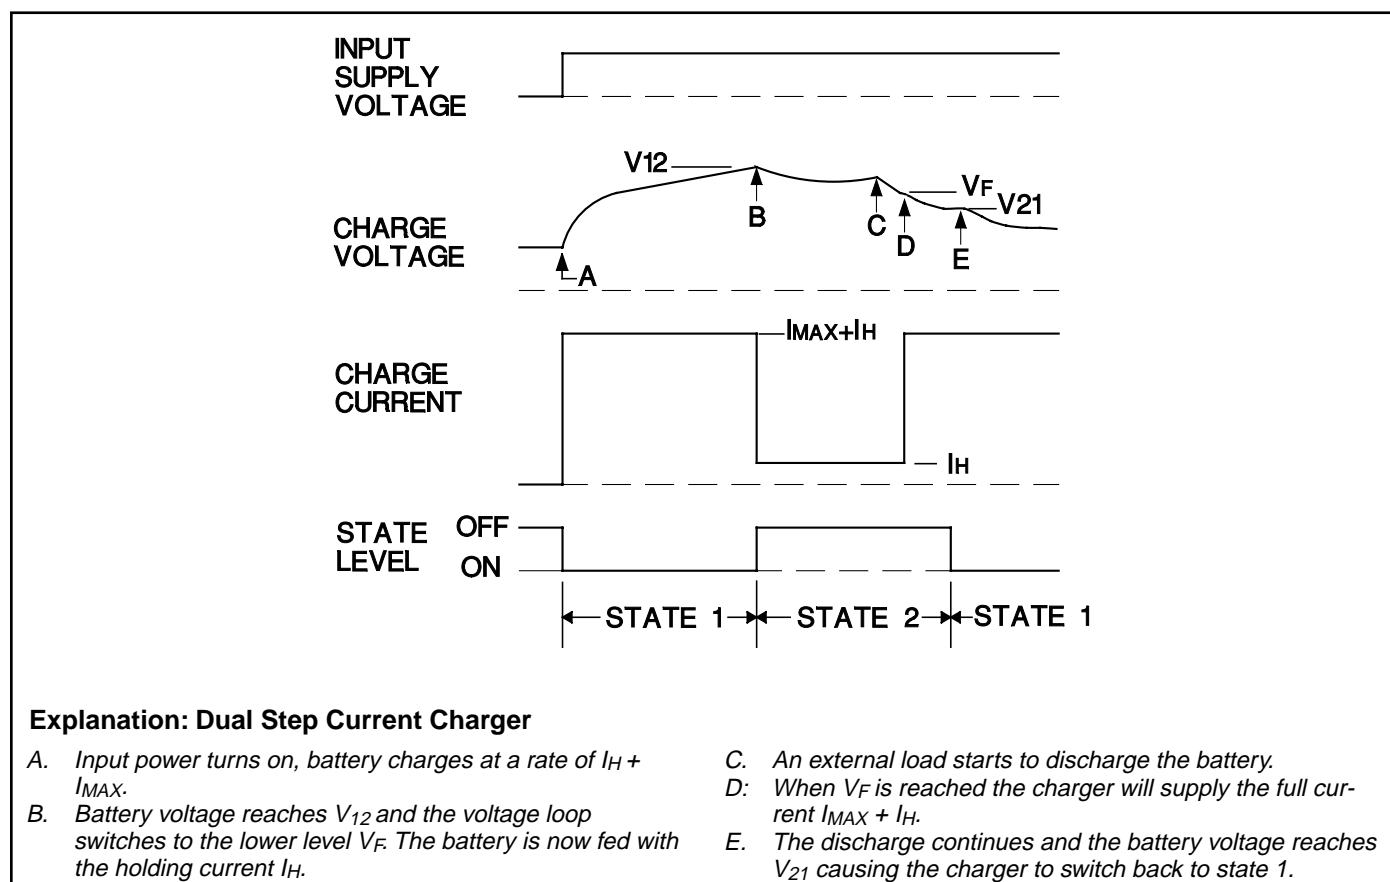 INPUT
SUPPLY
VOLTAGE
V12
VF
V21
B
C
D
E
CHARGE
VOLTAGE
A
IMAX+IH
CHARGE
CURRENT
IH
STATE
LEVEL
OFF
ON
STATE 1
STATE 2
STATE 1
Explanation: Dual Step Current Charger
A. Input power turns on, battery charges at a rate of IH +
IMAX.
B. Battery voltage reaches V12 and the voltage loop
switches to the lower level VF. The battery is now fed with
the holding current IH.
C. An external load starts to discharge the battery.
D: When VF is reached the charger will supply the full cur-
rent IMAX + IH.
E. The discharge continues and the battery voltage reaches
V21 causing the charger to switch back to state 1.